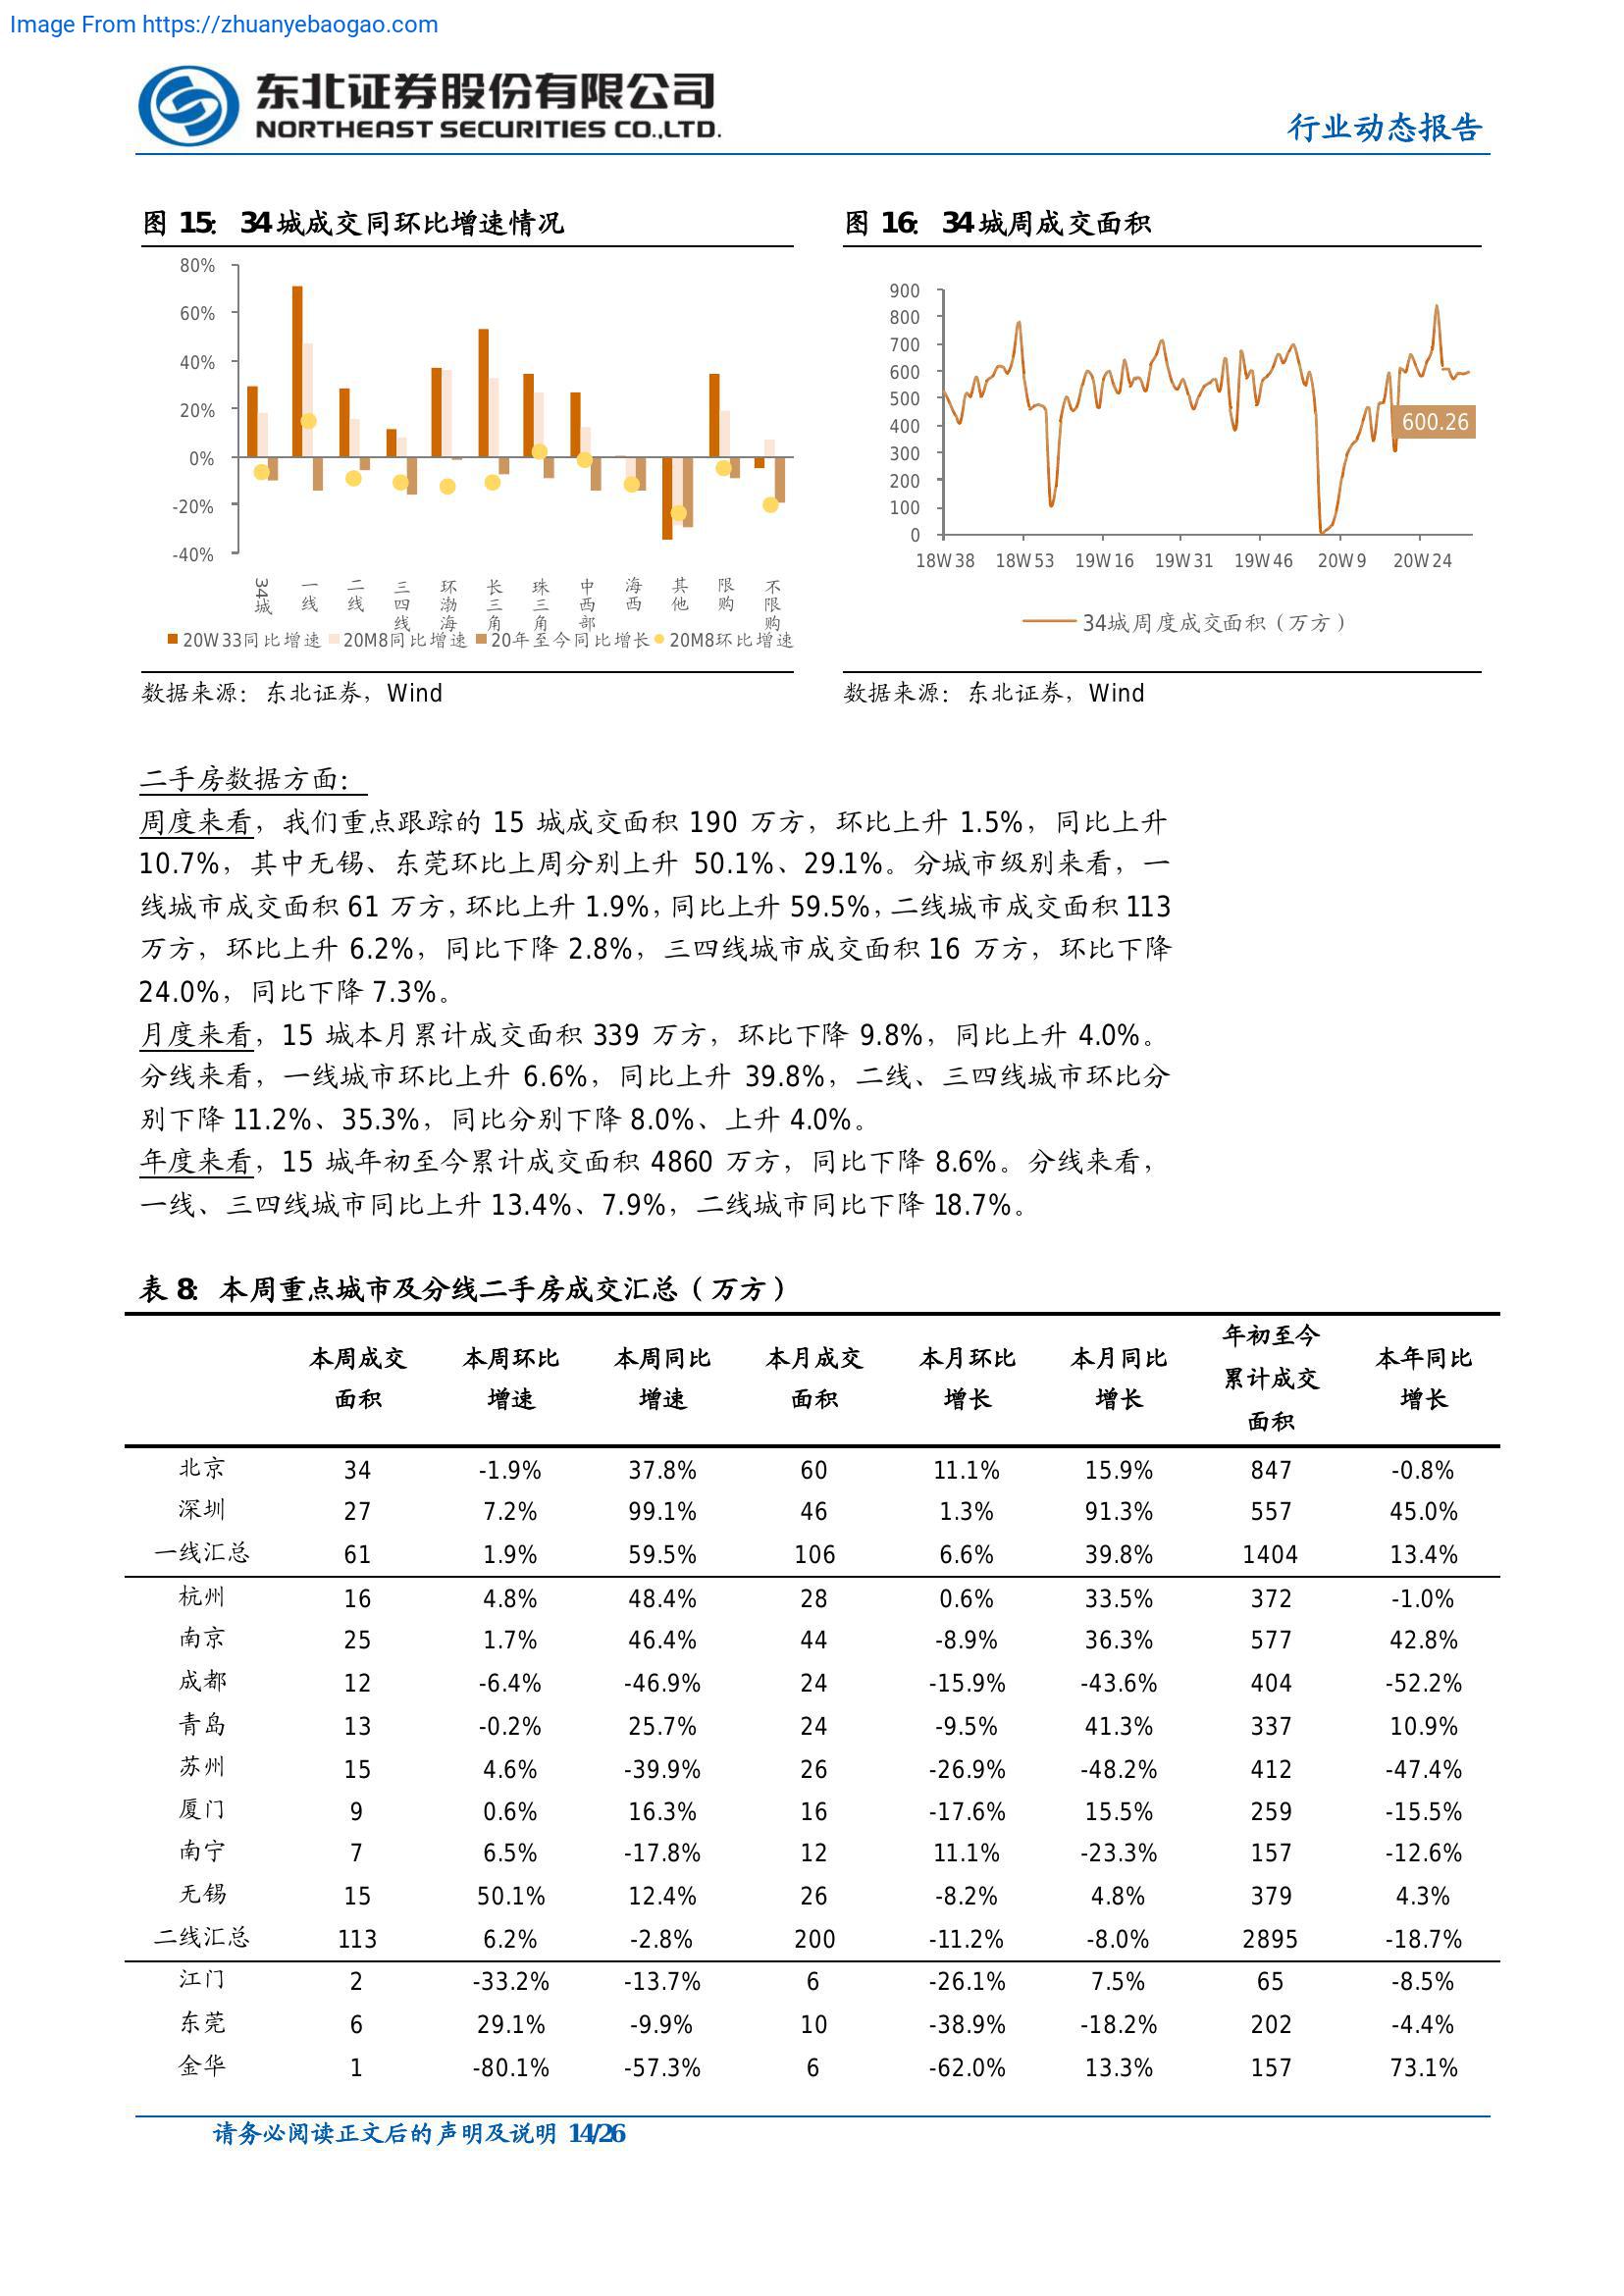 Image From https://zhuanyebaogao.com
东北证券股份有限公司
NORTHEAST SECURITIES CO.,LTD.
行业动态报告
图 15: 34 城成交同环比增速情况
80%
60%
40%
20%
0%
-20%
-40%
34城 一线 二线 三四线 环渤海 长三角 珠三角 中西部 海西 其他 限购 不限购
20W33同比增速 20M8同比增速 20年至今同比增长 20M8环比增速
数据来源：东北证券，Wind
图 16: 34 城周成交面积
900
800
700
600
500
400
300
200
100
0
600.26
18W38 18W53 19W16 19W31 19W46 20W9 20W24
34城周度成交面积（万方）
数据来源：东北证券，Wind
二手房数据方面：
周度来看，我们重点跟踪的 15 城成交面积 190 万方，环比上升 1.5%，同比上升
10.7%，其中无锡、东莞环比上周分别上升 50.1%、29.1%。分城市级别来看，一
线城市成交面积 61 万方，环比上升 1.9%，同比上升 59.5%，二线城市成交面积 113
万方，环比上升 6.2%，同比下降 2.8%，三四线城市成交面积 16 万方，环比下降
24.0%，同比下降 7.3%。
月度来看，15 城本月累计成交面积 339 万方，环比下降 9.8%，同比上升 4.0%。
分线来看，一线城市环比上升 6.6%，同比上升 39.8%，二线、三四线城市环比分
别下降 11.2%、35.3%，同比分别下降 8.0%、上升 4.0%。
年度来看，15 城年初至今累计成交面积 4860 万方，同比下降 8.6%。分线来看，
一线、三四线城市同比上升 13.4%、7.9%，二线城市同比下降 18.7%。
表 8: 本周重点城市及分线二手房成交汇总（万方）
本周成交面积 本周环比增速 本周同比增速 本月成交面积 本月环比增长 本月同比增长 年初至今累计成交面积 本年同比增长
北京 34 -1.9% 37.8% 60 11.1% 15.9% 847 -0.8%
深圳 27 7.2% 99.1% 46 1.3% 91.3% 557 45.0%
一线汇总 61 1.9% 59.5% 106 6.6% 39.8% 1404 13.4%
杭州 16 4.8% 48.4% 28 0.6% 33.5% 372 -1.0%
南京 25 1.7% 46.4% 44 -8.9% 36.3% 577 42.8%
成都 12 -6.4% -46.9% 24 -15.9% -43.6% 404 -52.2%
青岛 13 -0.2% 25.7% 24 -9.5% 41.3% 337 10.9%
苏州 15 4.6% -39.9% 26 -26.9% -48.2% 412 -47.4%
厦门 9 0.6% 16.3% 16 -17.6% 15.5% 259 -15.5%
南宁 7 6.5% -17.8% 12 11.1% -23.3% 157 -12.6%
无锡 15 50.1% 12.4% 26 -8.2% 4.8% 379 4.3%
二线汇总 113 6.2% -2.8% 200 -11.2% -8.0% 2895 -18.7%
江门 2 -33.2% -13.7% 6 -26.1% 7.5% 65 -8.5%
东莞 6 29.1% -9.9% 10 -38.9% -18.2% 202 -4.4%
金华 1 -80.1% -57.3% 6 -62.0% 13.3% 157 73.1%
请务必阅读正文后的声明及说明 14/26